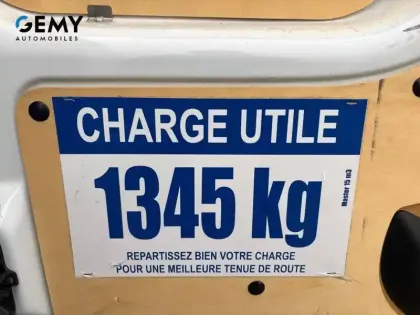 GEMY
AUTOMOBILES
CHARGE UTILE
1345 kg
Master 15 m3
REPARTISSEZ BIEN VOTRE CHARGE
POUR UNE MEILLEURE TENUE DE ROUTE